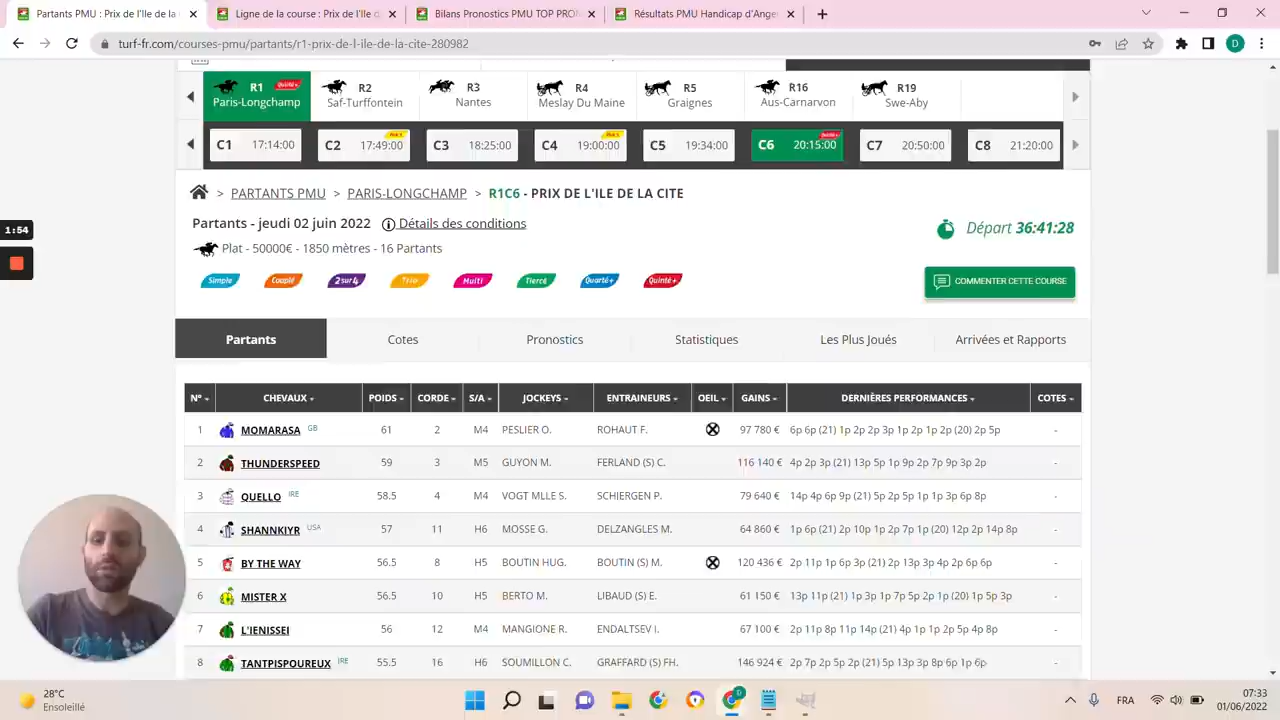 Partants PMU : Prix de l'ile de la
Ligne de la course : Prix de l'ile d
Bilans Pronostics PMU TOP PRO
Résultats PMU Handicap d'Ange
turf-fr.com/courses-pmu/partants/r1-prix-de-l-ile-de-la-cite-280982
D
R1 Quinté+ R2 R3 R4 R5 R16 R19
Paris-Longchamp Saf-Turffontein Nantes Meslay Du Maine Graignes Aus-Carnarvon Swe-Aby
C1 17:14:00 C2 17:49:00 C3 18:25:00 C4 19:00:00 C5 19:34:00 C6 20:15:00 C7 20:50:00 C8 21:20:00
> PARTANTS PMU > PARIS-LONGCHAMP > R1C6 - PRIX DE L'ILE DE LA CITE
Partants - jeudi 02 juin 2022 Détails des conditions
Départ 36:41:28
1:54
Plat - 50000€ - 1850 mètres - 16 Partants
Simple Couplé 2sur4 Trio Multi Tiercé Quarté+ Quinté+
COMMENTER CETTE COURSE
Partants Cotes Pronostics Statistiques Les Plus Joués Arrivées et Rapports
N° CHEVAUX POIDS CORDE S/A JOCKEYS ENTRAINEURS OEIL GAINS DERNIÈRES PERFORMANCES COTES
1 MOMARASA GB 61 2 M4 PESLIER O. ROHAUT F. 97 780 € 6p 6p (21) 1p 2p 2p 3p 1p 2p 1p 2p (20) 2p 5p -
2 THUNDERSPEED 59 3 M5 GUYON M. FERLAND (S) C. 116 140 € 4p 2p 3p (21) 13p 5p 1p 9p 2p 7p 9p 3p 2p -
3 QUELLO IRE 58.5 4 M4 VOGT MLLE S. SCHIERGEN P. 79 640 € 14p 4p 6p 9p (21) 5p 2p 5p 1p 1p 3p 6p 8p -
4 SHANNKIYR USA 57 11 H6 MOSSE G. DELZANGLES M. 64 860 € 1p 6p (21) 2p 10p 1p 2p 7p 1p (20) 12p 2p 14p 8p -
5 BY THE WAY 56.5 8 H5 BOUTIN HUG. BOUTIN (S) M. 120 436 € 2p 11p 1p 6p 3p (21) 2p 13p 3p 4p 2p 6p 6p -
6 MISTER X 56.5 10 H5 BERTO M. LIBAUD (S) E. 61 150 € 13p 11p (21) 1p 3p 1p 7p 5p 2p 1p (20) 1p 5p 3p -
7 L'IENISSEI 56 12 M4 MANGIONE R. ENDALTSEV I. 67 100 € 2p 11p 8p 11p 14p (21) 4p 1p 1p 2p 5p 4p 8p -
8 TANTPISPOUREUX IRE 55.5 16 H6 SOUMILLON C. GRAFFARD (S) FH. 146 924 € 2p 7p 2p 5p 2p (21) 5p 13p 3p 8p 6p 1p 6p -
28°C
Ensoleillé
FRA
07:33
01/06/2022